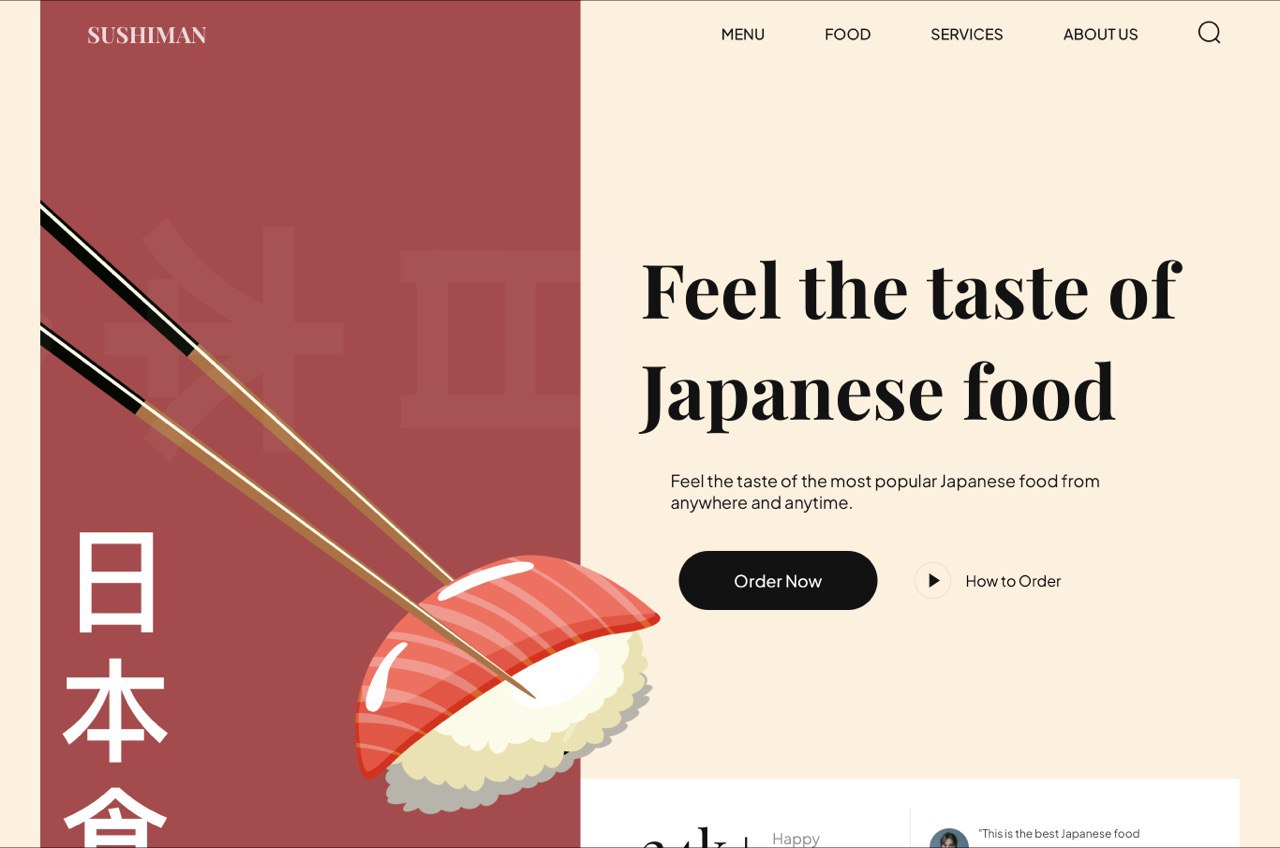 SUSHIMAN
MENU
FOOD
SERVICES
ABOUT US
Feel the taste of
Japanese food
Feel the taste of the most popular Japanese food from
anywhere and anytime.
Order Now
How to Order
日
本
食
Happy
"This is the best Japanese food